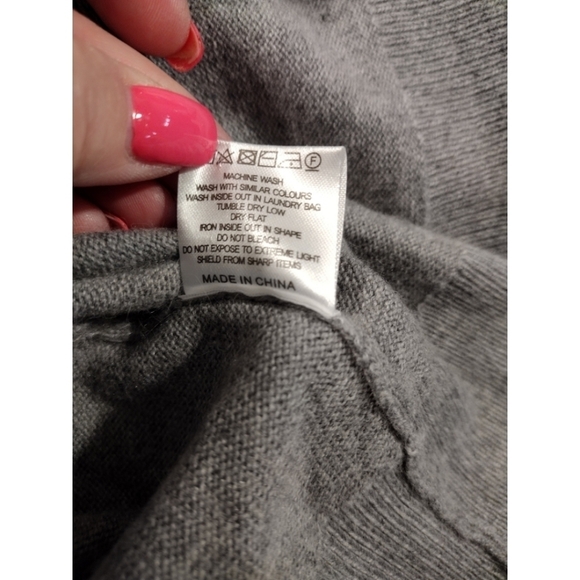 F
MACHINE WASH
WASH WITH SIMILAR COLOURS
WASH INSIDE OUT IN LAUNDRY BAG
TUMBLE DRY LOW
DRY FLAT
IRON INSIDE OUT IN SHAPE
DO NOT BLEACH
DO NOT EXPOSE TO EXTREME LIGHT
SHIELD FROM SHARP ITEMS
MADE IN CHINA